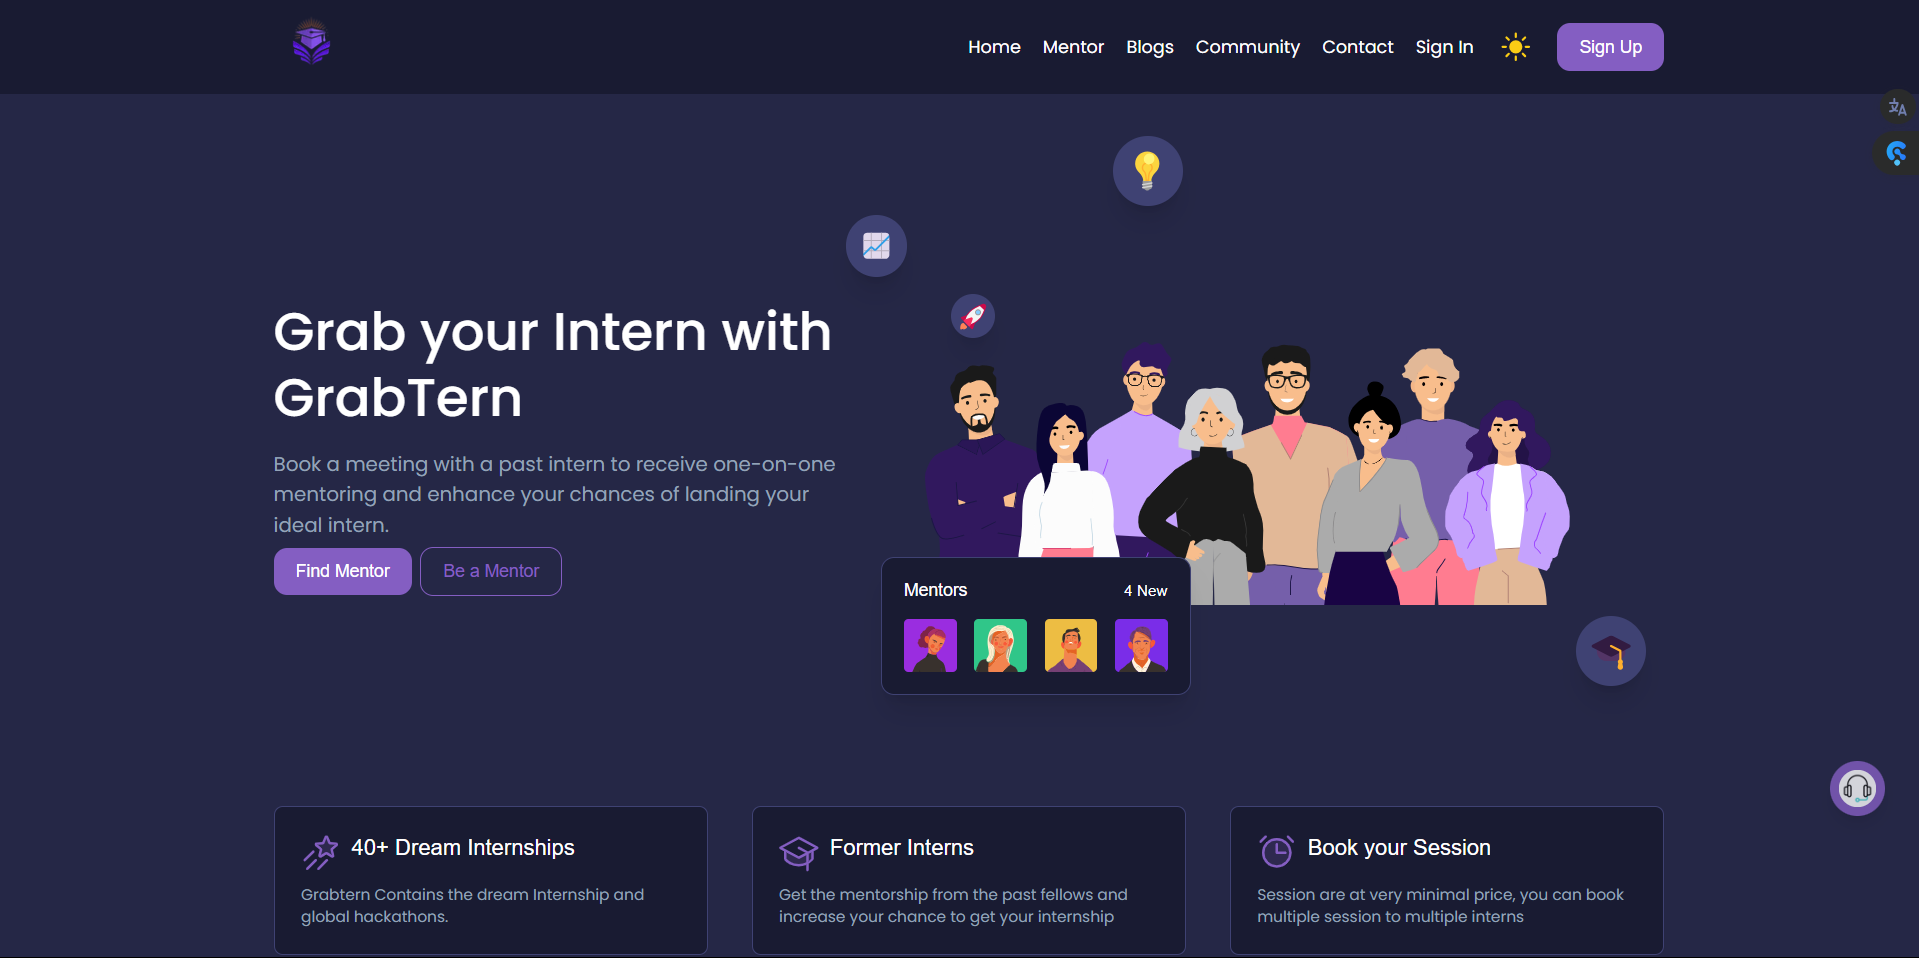 Home Mentor Blogs Community Contact Sign In Sign Up
Grab your Intern with
GrabTern
Book a meeting with a past intern to receive one-on-one
mentoring and enhance your chances of landing your
ideal intern.
Find Mentor Be a Mentor
Mentors 4 New
40+ Dream Internships
Grabtern Contains the dream Internship and
global hackathons.
Former Interns
Get the mentorship from the past fellows and
increase your chance to get your internship
Book your Session
Session are at very minimal price, you can book
multiple session to multiple interns